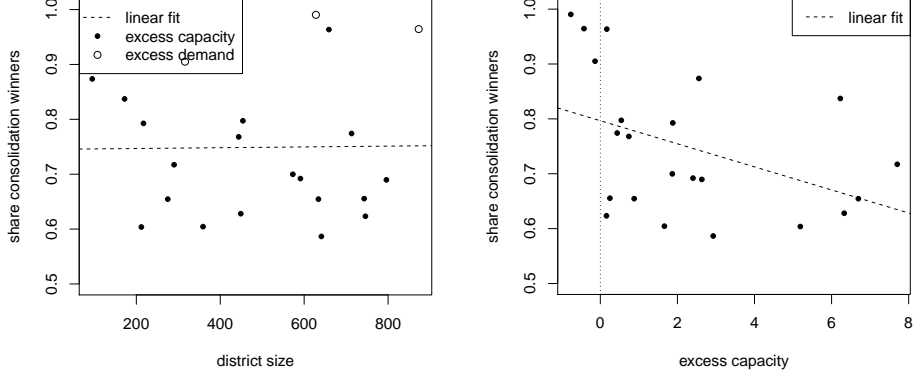 linear fit
excess capacity
excess demand
share consolidation winners
0.5 0.6 0.7 0.8 0.9 1.0
200 400 600 800
district size
linear fit
share consolidation winners
0.5 0.6 0.7 0.8 0.9 1.0
0 2 4 6 8
excess capacity